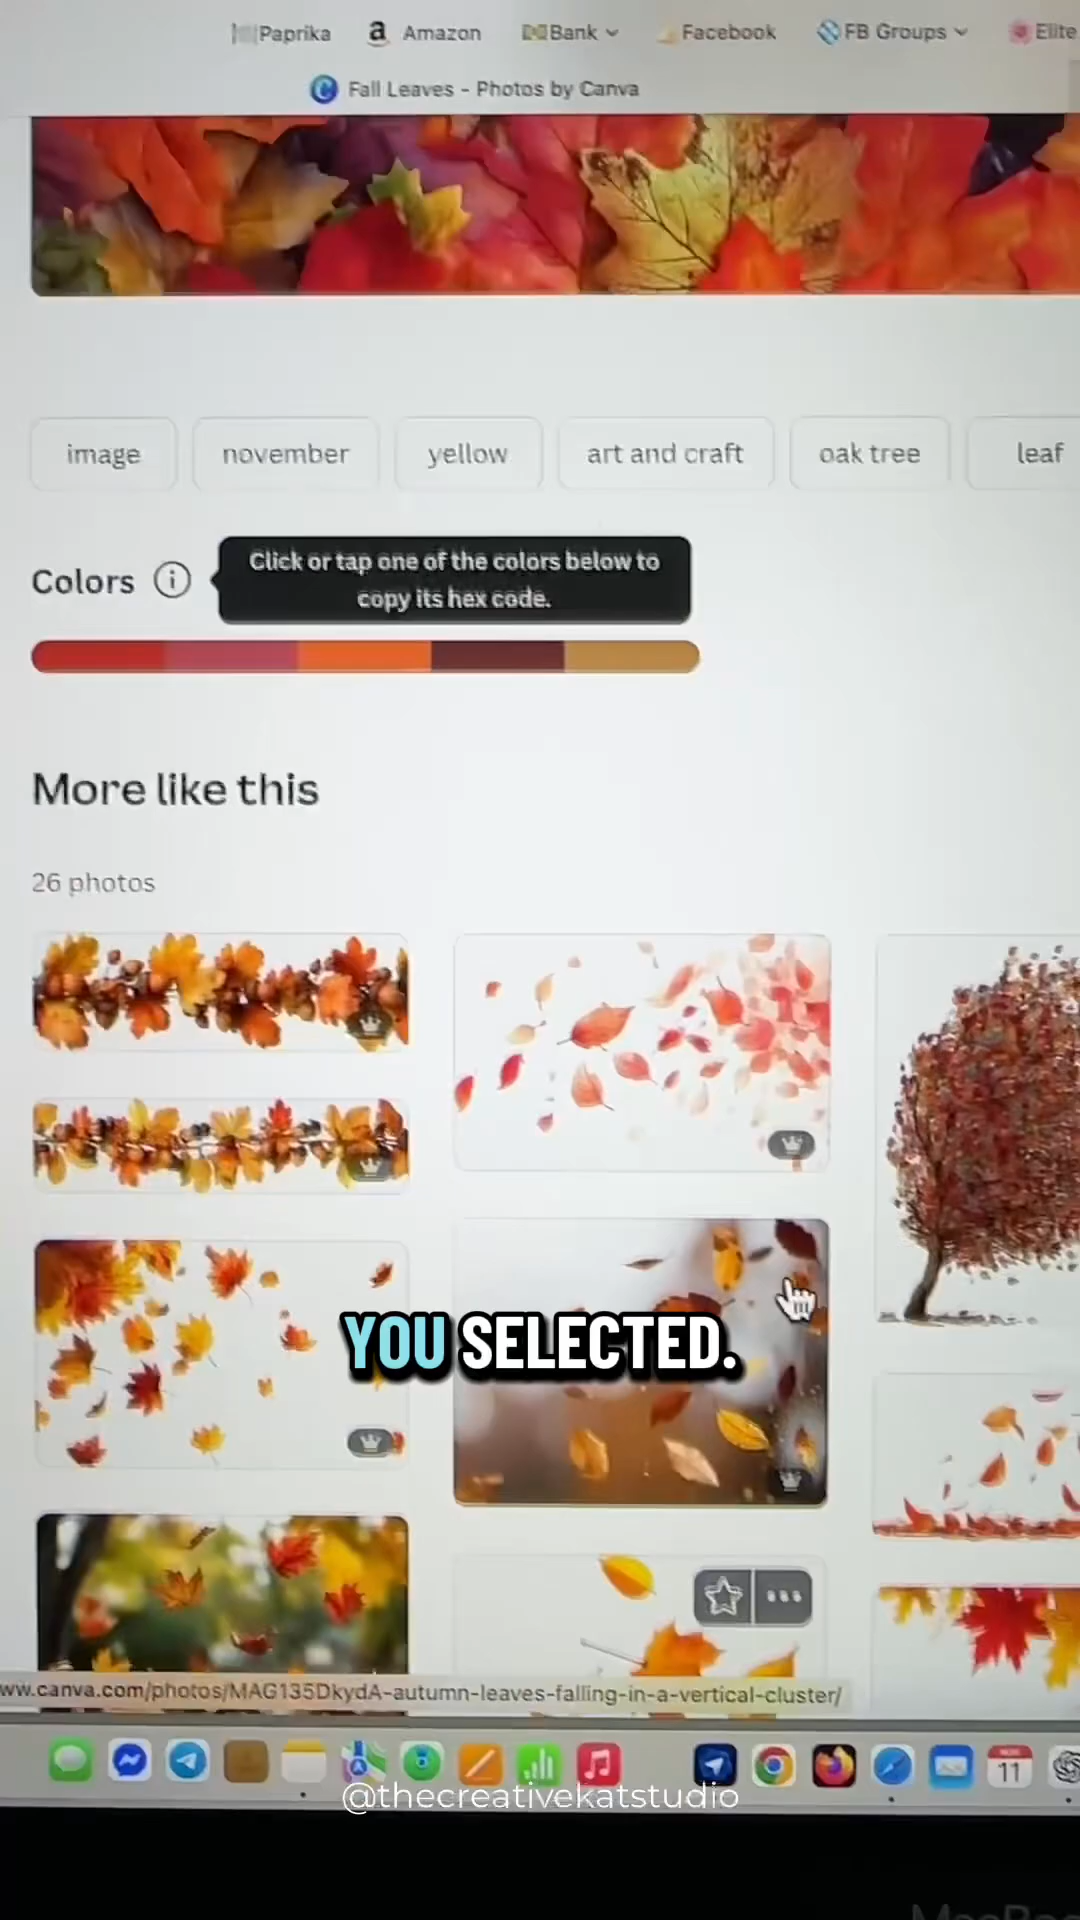 Paprika
a Amazon
Bank
Facebook
FB Groups
Elite
Fall Leaves - Photos by Canva
image
november
yellow
art and craft
oak tree
leaf
Colors
Click or tap one of the colors below to
copy its hex code.
More like this
26 photos
YOU SELECTED.
ww.canva.com/photos/MAG135DkydA-autumn-leaves-falling-in-a-vertical-cluster/
11
@thecreativekatstudio